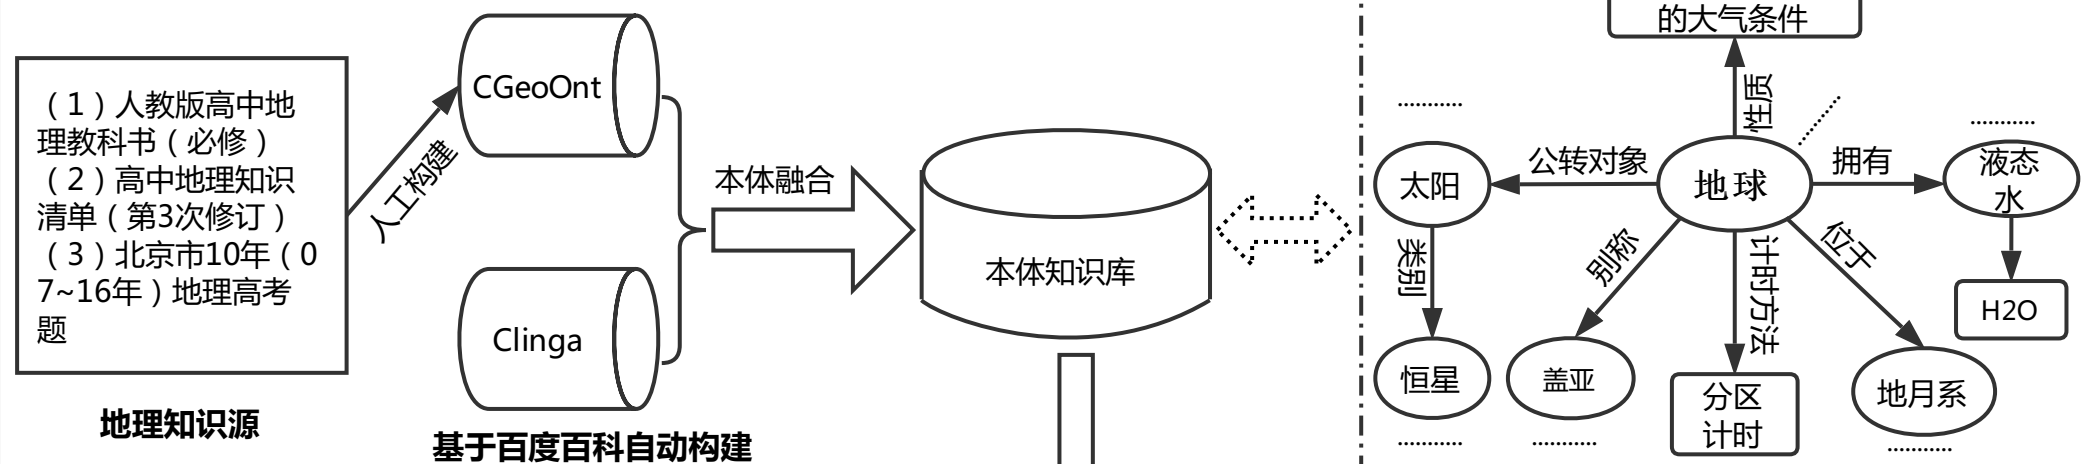 （1）人教版高中地
理教科书（必修）
（2）高中地理知识
清单（第3次修订）
（3）北京市10年（0
7~16年）地理高考
题
地理知识源
人工构建
CGeoOnt
Clinga
基于百度百科自动构建
本体融合
本体知识库
的大气条件
性质
太阳
公转对象
地球
拥有
液态
水
类别
别称
计时方法
位于
H2O
恒星
盖亚
分区
计时
地月系